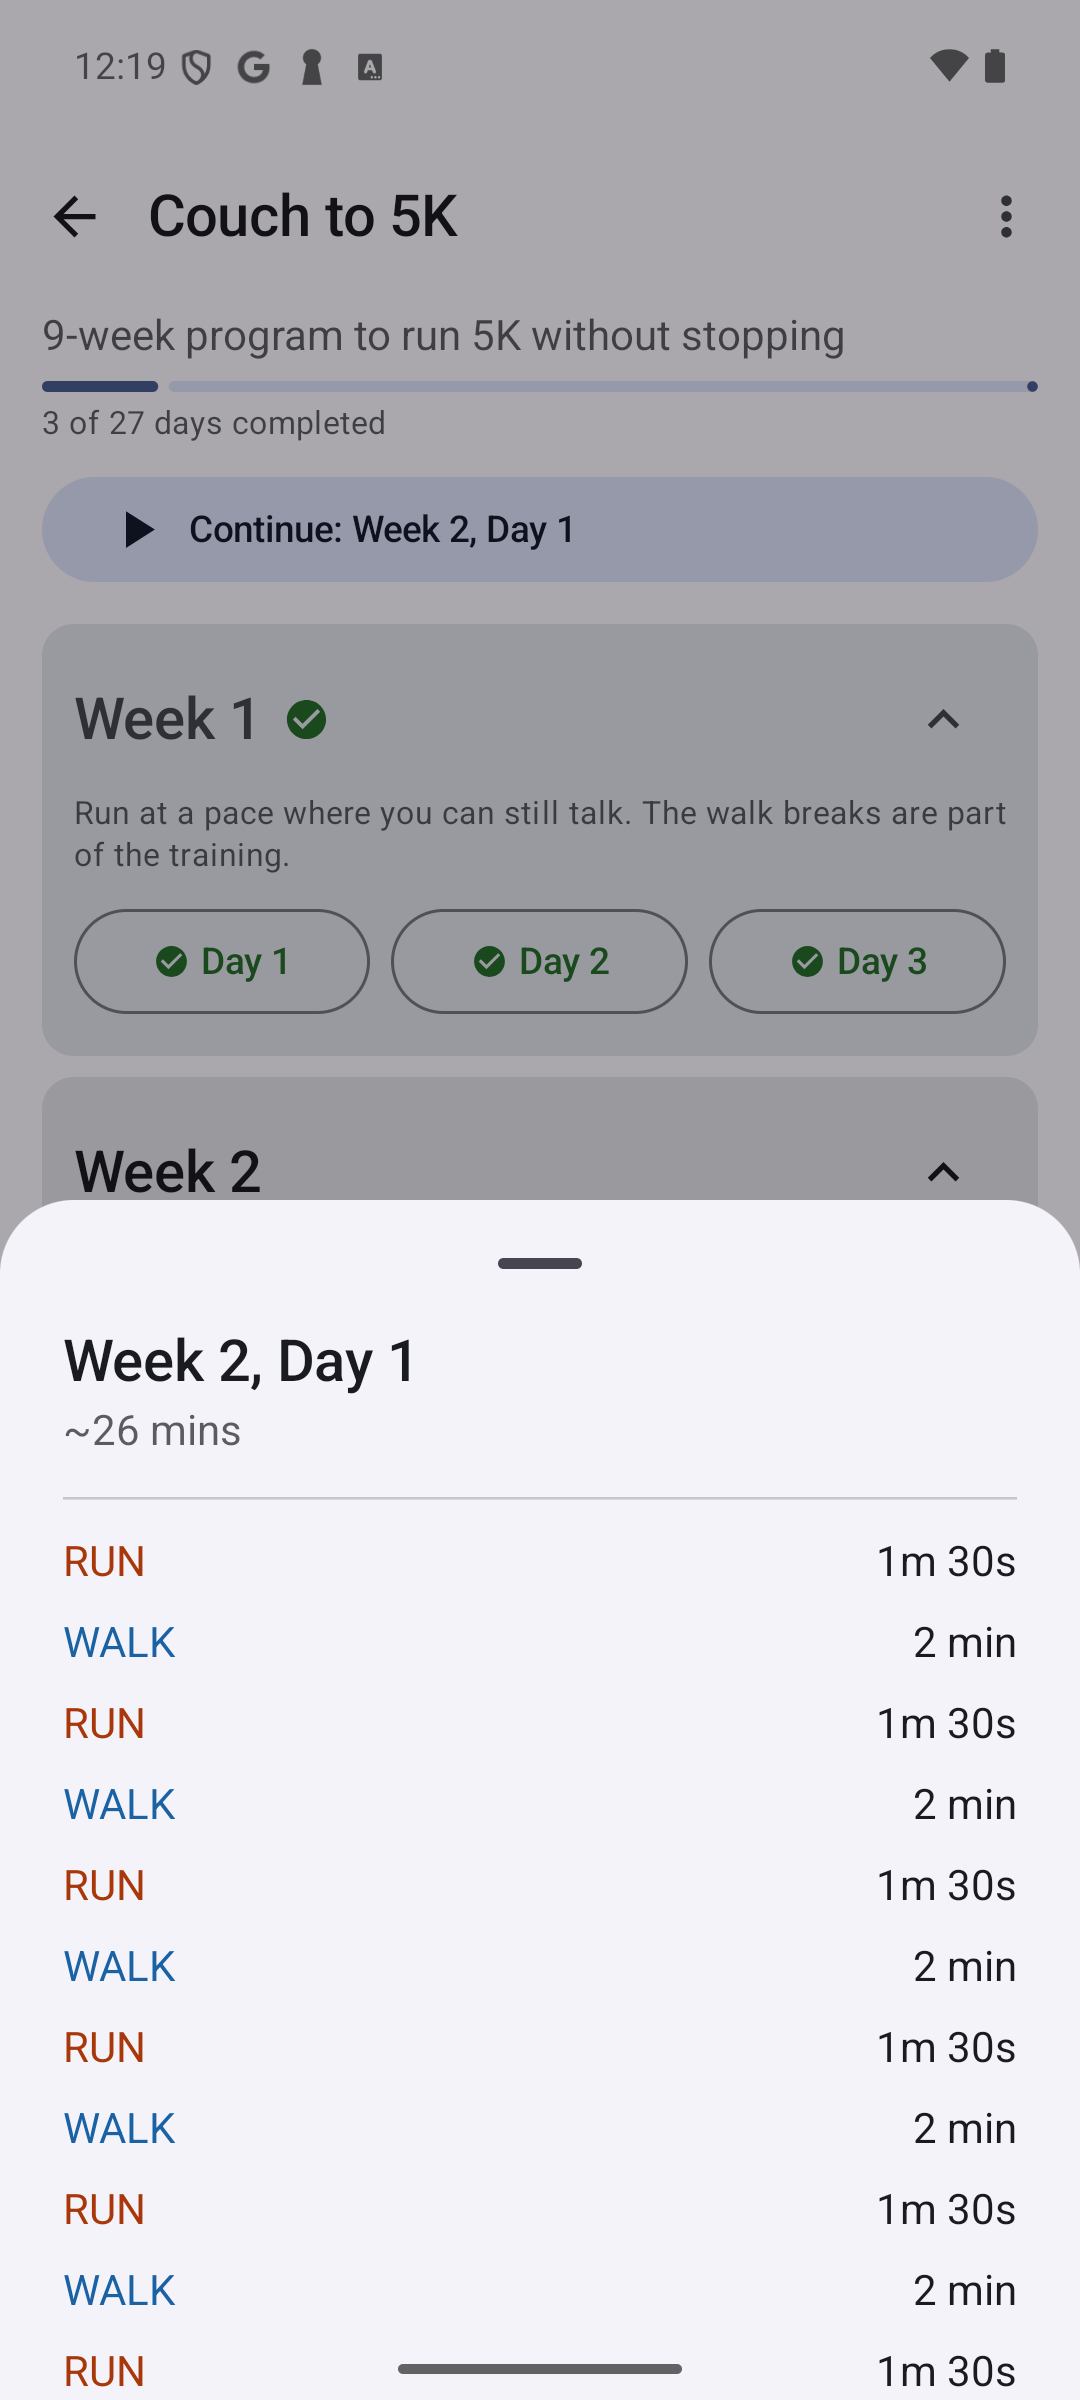 12:19
Couch to 5K
9-week program to run 5K without stopping
3 of 27 days completed
Continue: Week 2, Day 1
Week 1
Run at a pace where you can still talk. The walk breaks are part
of the training.
Day 1 Day 2 Day 3
Week 2
Week 2, Day 1
~26 mins
RUN 1m 30s
WALK 2 min
RUN 1m 30s
WALK 2 min
RUN 1m 30s
WALK 2 min
RUN 1m 30s
WALK 2 min
RUN 1m 30s
WALK 2 min
RUN 1m 30s